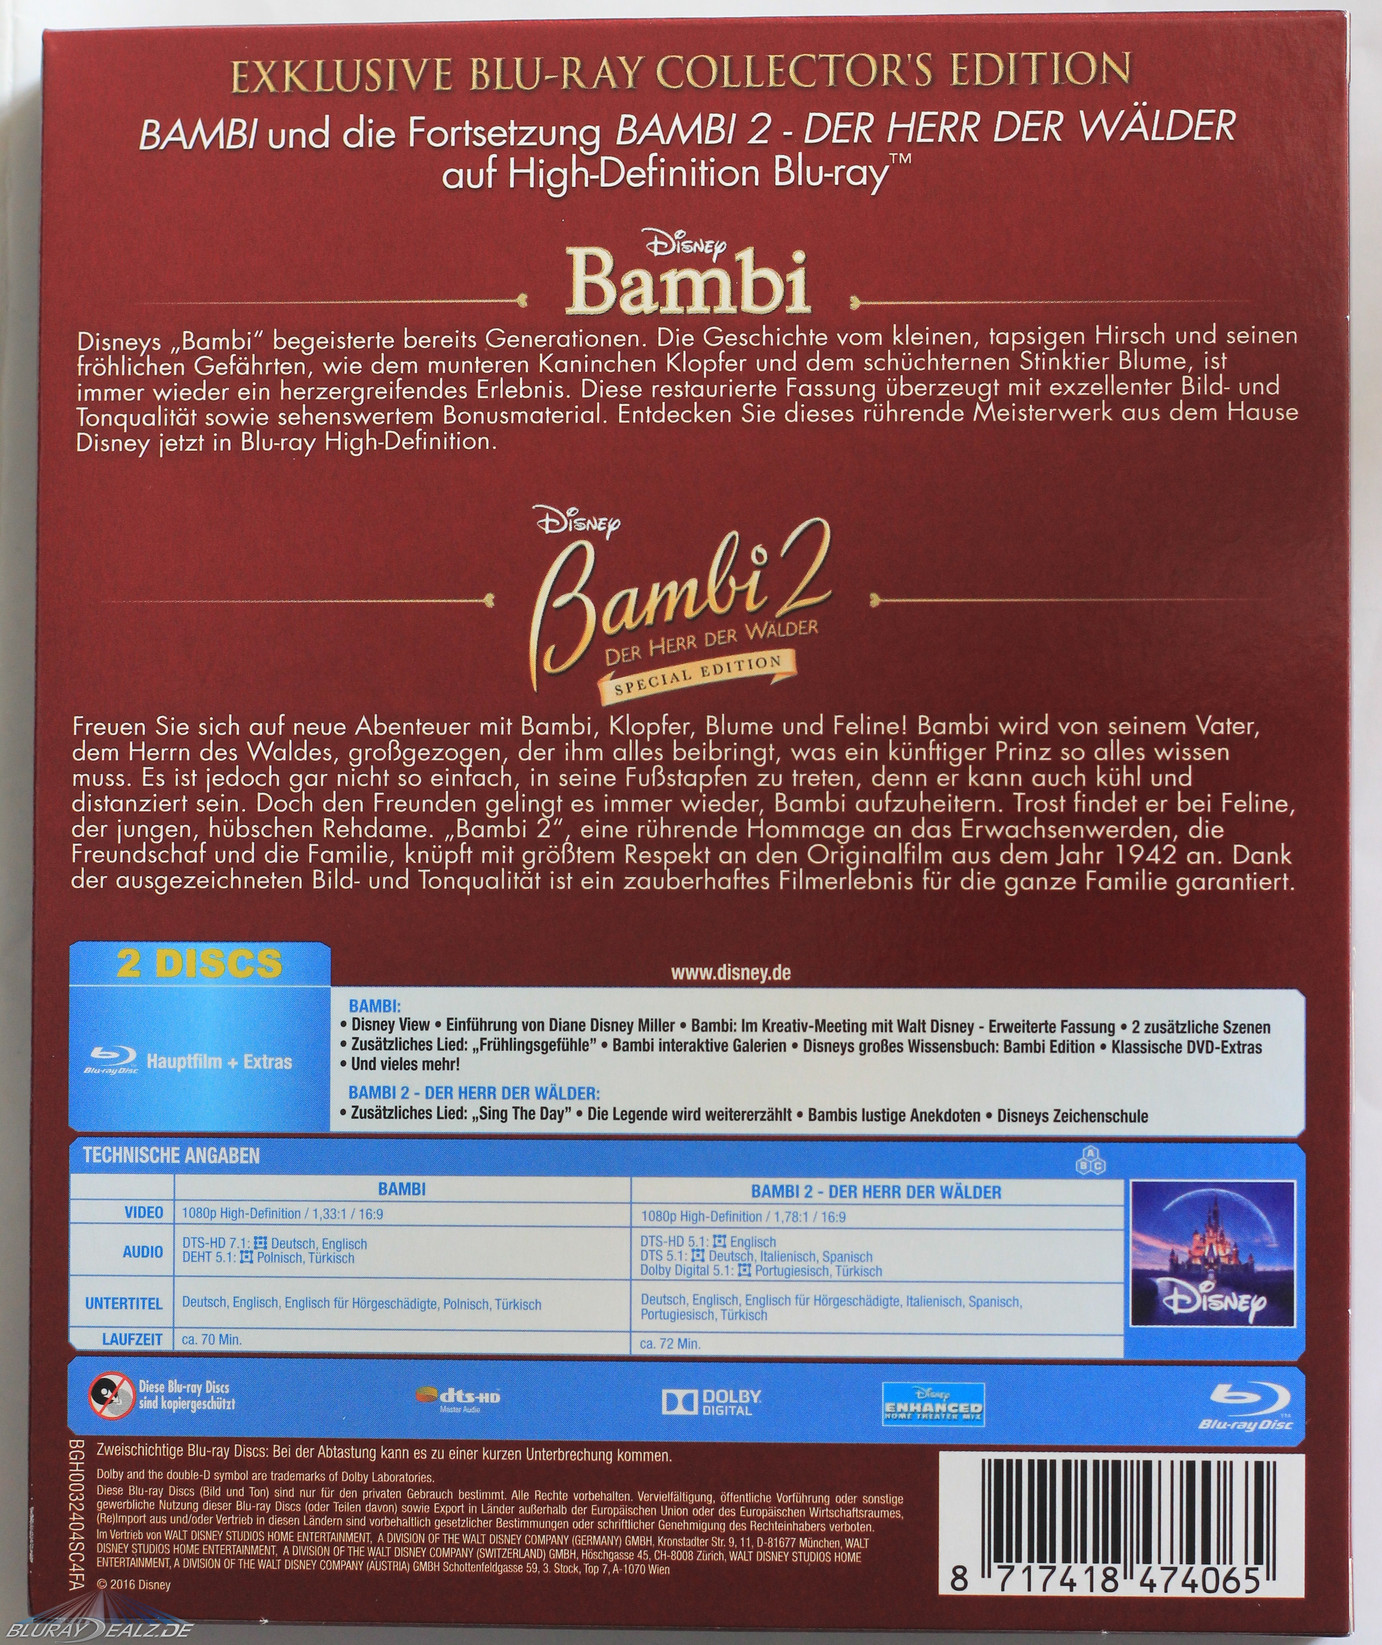 EXKLUSIVE BLU-RAY COLLECTOR'S EDITION
BAMBI und die Fortsetzung BAMBI 2 - DER HERR DER WÄLDER
auf High-Definition Blu-ray™
Disney
Bambi
Disneys „Bambi“ begeisterte bereits Generationen. Die Geschichte vom kleinen, tapsigen Hirsch und seinen
fröhlichen Gefährten, wie dem munteren Kaninchen Klopfer und dem schüchternen Stinktier Blume, ist
immer wieder ein herzergreifendes Erlebnis. Diese restaurierte Fassung überzeugt mit exzellenter Bild- und
Tonqualität sowie sehenswertem Bonusmaterial. Entdecken Sie dieses rührende Meisterwerk aus dem Hause
Disney jetzt in Blu-ray High-Definition.
Disney
Bambi 2
DER HERR DER WÄLDER
SPECIAL EDITION
Freuen Sie sich auf neue Abenteuer mit Bambi, Klopfer, Blume und Feline! Bambi wird von seinem Vater,
dem Herrn des Waldes, großgezogen, der ihm alles beibringt, was ein künftiger Prinz so alles wissen
muss. Es ist jedoch gar nicht so einfach, in seine Fußstapfen zu treten, denn er kann auch kühl und
distanziert sein. Doch den Freunden gelingt es immer wieder, Bambi aufzuheitern. Trost findet er bei Feline,
der jungen, hübschen Rehdame. „Bambi 2“, eine rührende Hommage an das Erwachsenwerden, die
Freundschaf und die Familie, knüpft mit größtem Respekt an den Originalfilm aus dem Jahr 1942 an. Dank
der ausgezeichneten Bild- und Tonqualität ist ein zauberhaftes Filmerlebnis für die ganze Familie garantiert.
2 DISCS
www.disney.de
Blu-ray Disc
Hauptfilm + Extras
BAMBI:
• Disney View • Einführung von Diane Disney Miller • Bambi: Im Kreativ-Meeting mit Walt Disney - Erweiterte Fassung • 2 zusätzliche Szenen
• Zusätzliches Lied: „Frühlingsgefühle” • Bambi interaktive Galerien • Disneys großes Wissensbuch: Bambi Edition • Klassische DVD-Extras
• Und vieles mehr!
BAMBI 2 - DER HERR DER WÄLDER:
• Zusätzliches Lied: „Sing The Day” • Die Legende wird weitererzählt • Bambis lustige Anekdoten • Disneys Zeichenschule
TECHNISCHE ANGABEN
A
B C
BAMBI
BAMBI 2 - DER HERR DER WÄLDER
VIDEO
1080p High-Definition / 1,33:1 / 16:9
1080p High-Definition / 1,78:1 / 16:9
AUDIO
DTS-HD 7.1: Deutsch, Englisch
DEHT 5.1: Polnisch, Türkisch
DTS-HD 5.1: Englisch
DTS 5.1: Deutsch, Italienisch, Spanisch
Dolby Digital 5.1: Portugiesisch, Türkisch
UNTERTITEL
Deutsch, Englisch, Englisch für Hörgeschädigte, Polnisch, Türkisch
Deutsch, Englisch, Englisch für Hörgeschädigte, Italienisch, Spanisch,
Portugiesisch, Türkisch
LAUFZEIT
ca. 70 Min.
ca. 72 Min.
Disney
Diese Blu-ray Discs
sind kopiergeschützt
dts-HD
Master Audio
DOLBY
DIGITAL
Disney
ENHANCED
HOME THEATER MIX
Blu-ray Disc
TM
BGH0032404SC4FA
Zweischichtige Blu-ray Discs: Bei der Abtastung kann es zu einer kurzen Unterbrechung kommen.
Dolby and the double-D symbol are trademarks of Dolby Laboratories.
Diese Blu-ray Discs (Bild und Ton) sind nur für den privaten Gebrauch bestimmt. Alle Rechte vorbehalten. Vervielfältigung, öffentliche Vorführung oder sonstige
gewerbliche Nutzung dieser Blu-ray Discs (oder Teilen davon) sowie Export in Länder außerhalb der Europäischen Union oder des Europäischen Wirtschaftsraumes,
(Re)Import aus und/oder Vertrieb in diesen Ländern sind vorbehaltlich gesetzlicher Bestimmungen oder schriftlicher Genehmigung des Rechteinhabers verboten.
Im Vertrieb von WALT DISNEY STUDIOS HOME ENTERTAINMENT, A DIVISION OF THE WALT DISNEY COMPANY (GERMANY) GMBH, Kronstadter Str. 9, 11, D-81677 München, WALT
DISNEY STUDIOS HOME ENTERTAINMENT, A DIVISION OF THE WALT DISNEY COMPANY (SWITZERLAND) GMBH, Höschgasse 45, CH-8008 Zürich, WALT DISNEY STUDIOS HOME
ENTERTAINMENT, A DIVISION OF THE WALT DISNEY COMPANY (AUSTRIA) GMBH Schottenfeldgasse 59, 3. Stock, Top 7, A-1070 Wien
© 2016 Disney
8 717418 474065
BLURAYDEALZ.DE